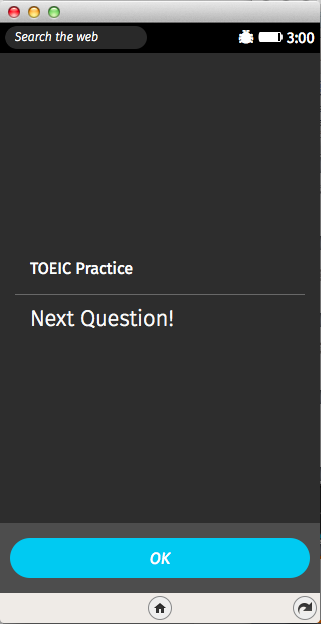 Search the web
3:00
TOEIC Practice
Next Question!
OK